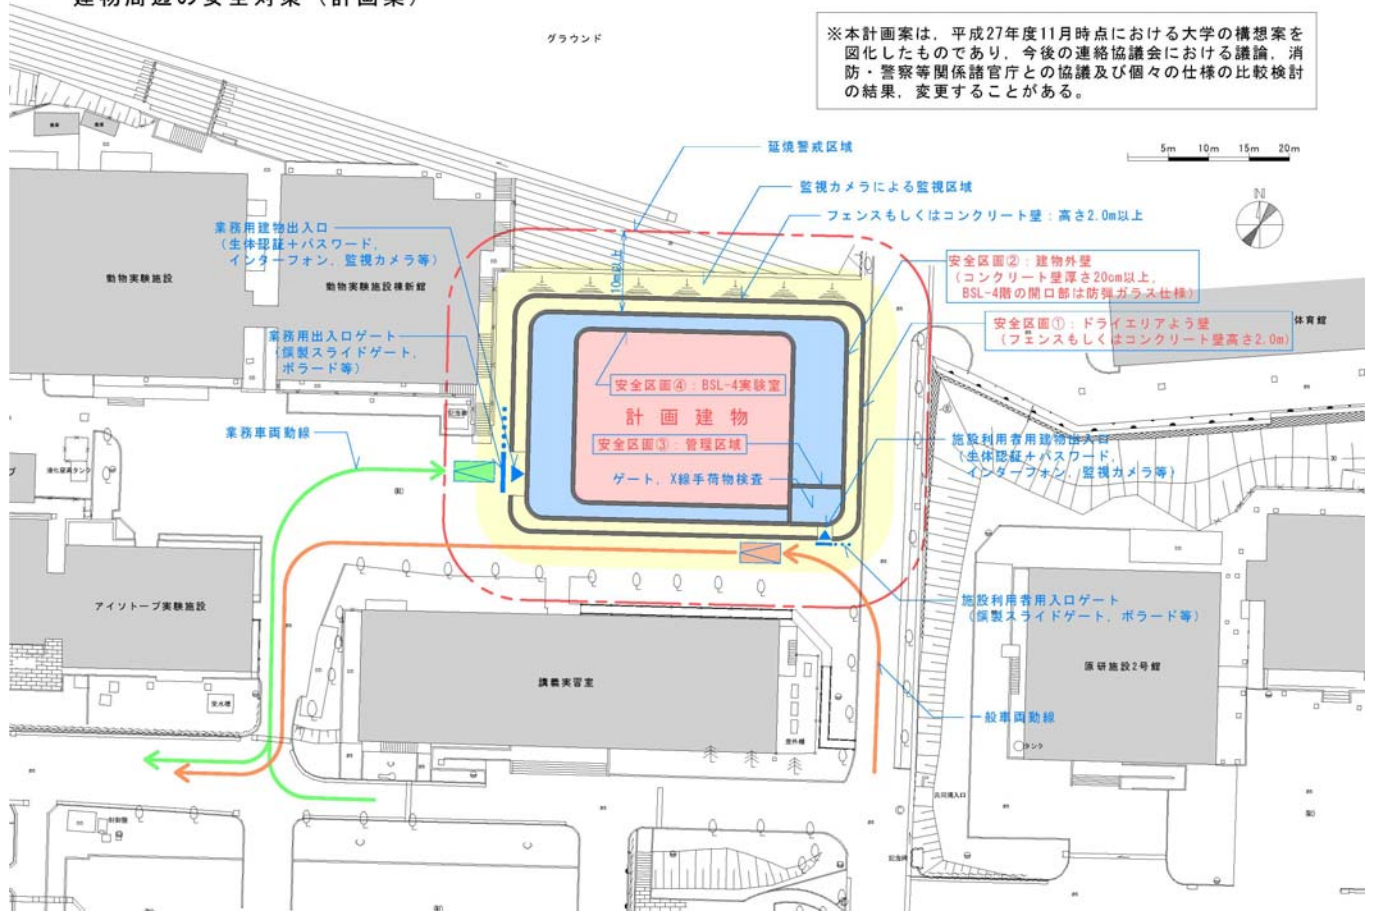 建物周辺の安全対策（計画案）
グラウンド
※本計画案は，平成27年度11月時点における大学の構想案を
図化したものであり，今後の連絡協議会における議論，消
防・警察等関係諸官庁との協議及び個々の仕様の比較検討
の結果，変更することがある。
5m 10m 15m 20m
N
延焼警戒区域
監視カメラによる監視区域
フェンスもしくはコンクリート壁：高さ2.0m以上
業務用建物出入口
（生体認証＋パスワード，
インターフォン，監視カメラ等）
10m以上
安全区画②：建物外壁
（コンクリート壁厚さ20cm以上，
BSL-4階の開口部は防弾ガラス仕様）
動物実験施設
動物実験施設棟新館
安全区画①：ドライエリアよう壁
（フェンスもしくはコンクリート壁高さ2.0m）
体育館
業務用出入口ゲート
（鋼製スライドゲート，
ボラード等）
安全区画④：BSL-4実験室
計画建物
記念碑
業務車両動線
安全区画③：管理区域
施設利用者用建物出入口
（生体認証＋パスワード，
インターフォン，監視カメラ等）
ゲート，X線手荷物検査
アイソトープ実験施設
施設利用者用入口ゲート
（鋼製スライドゲート，ボラード等）
原研施設2号館
講義実習室
受水槽
一般車両動線
タンク
共同溝入口
記念碑